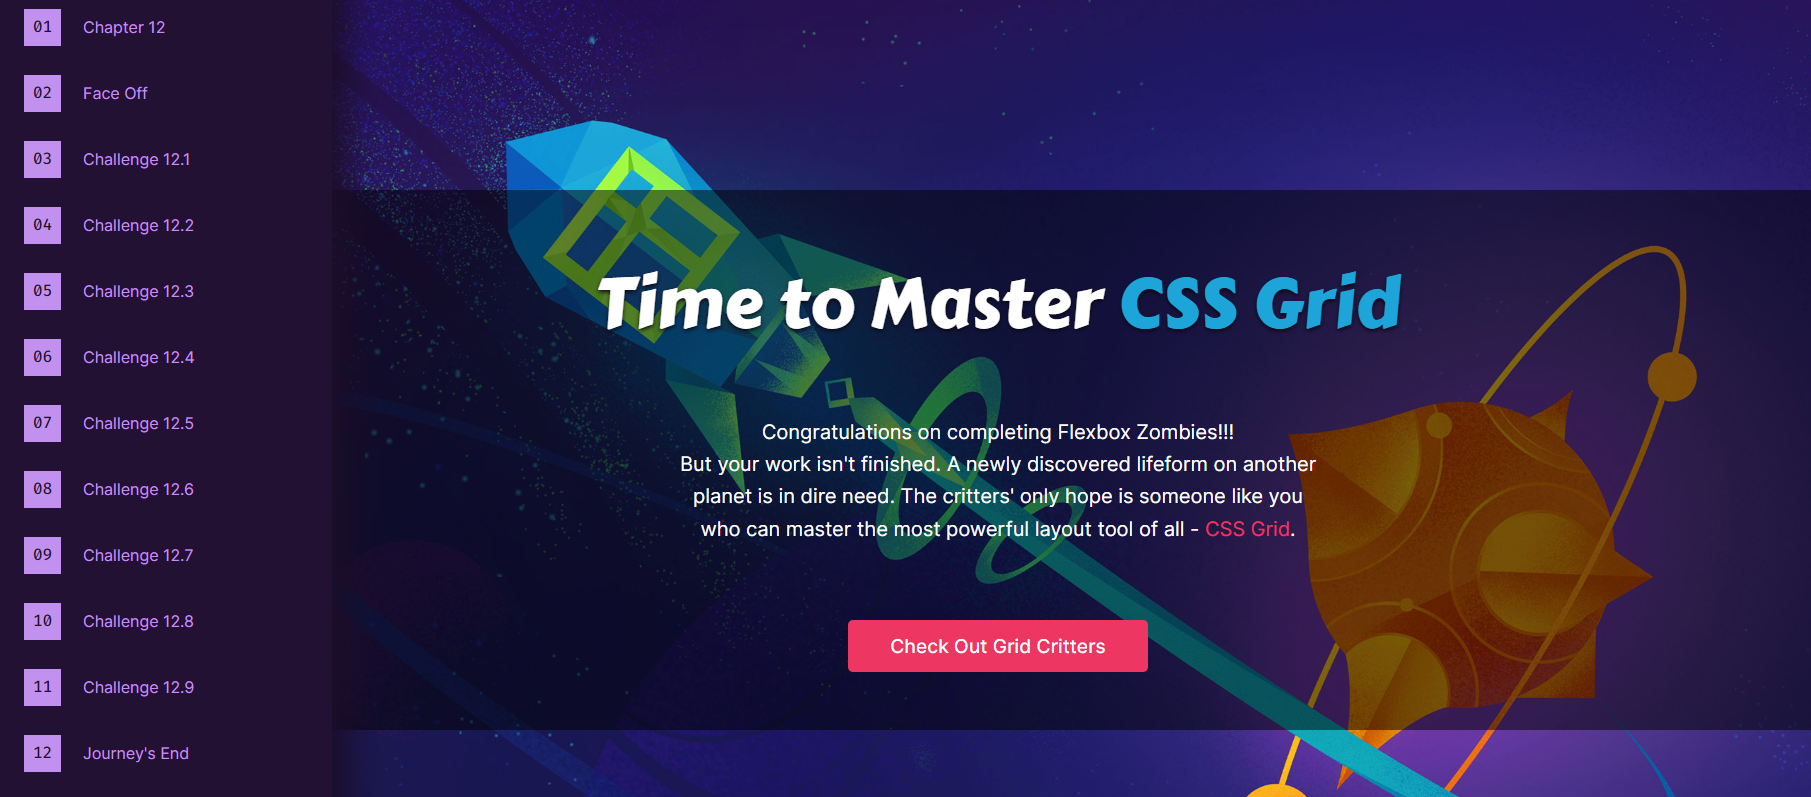 01 Chapter 12
02 Face Off
03 Challenge 12.1
04 Challenge 12.2
05 Challenge 12.3
06 Challenge 12.4
07 Challenge 12.5
08 Challenge 12.6
09 Challenge 12.7
10 Challenge 12.8
11 Challenge 12.9
12 Journey's End
Time to Master CSS Grid
Congratulations on completing Flexbox Zombies!!!
But your work isn't finished. A newly discovered lifeform on another
planet is in dire need. The critters' only hope is someone like you
who can master the most powerful layout tool of all - CSS Grid.
Check Out Grid Critters